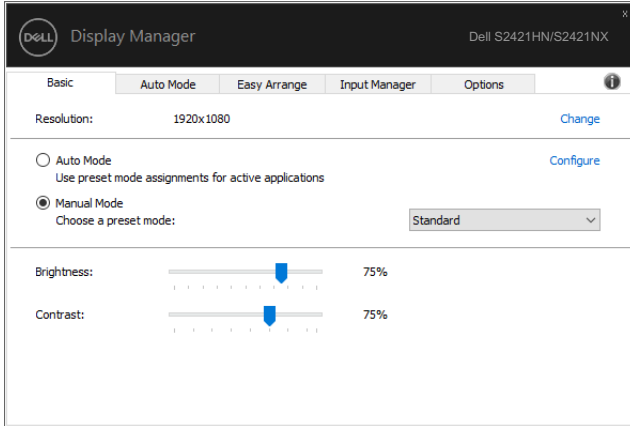 x
DELL Display Manager Dell S2421HN/S2421NX
Basic Auto Mode Easy Arrange Input Manager Options i
Resolution: 1920x1080 Change
Auto Mode Configure
Use preset mode assignments for active applications
Manual Mode
Choose a preset mode: Standard
Brightness: 75%
Contrast: 75%